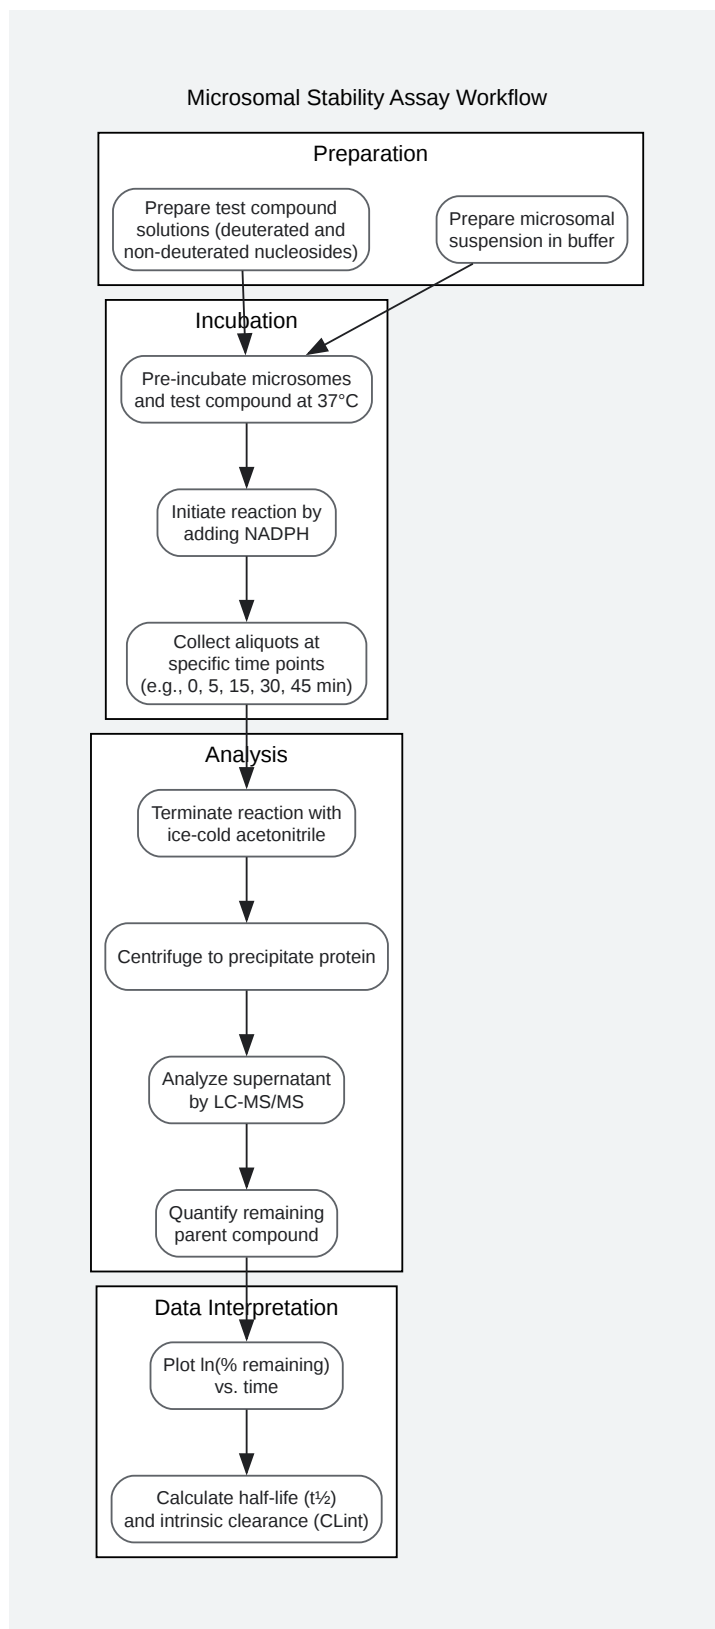 Microsomal Stability Assay Workflow
Preparation
Prepare test compound
solutions (deuterated and
non-deuterated nucleosides)
Prepare microsomal
suspension in buffer
Incubation
Pre-incubate microsomes
and test compound at 37°C
Initiate reaction by
adding NADPH
Collect aliquots at
specific time points
(e.g., 0, 5, 15, 30, 45 min)
Analysis
Terminate reaction with
ice-cold acetonitrile
Centrifuge to precipitate protein
Analyze supernatant
by LC-MS/MS
Quantify remaining
parent compound
Data Interpretation
Plot ln(% remaining)
vs. time
Calculate half-life (t½)
and intrinsic clearance (CLint)